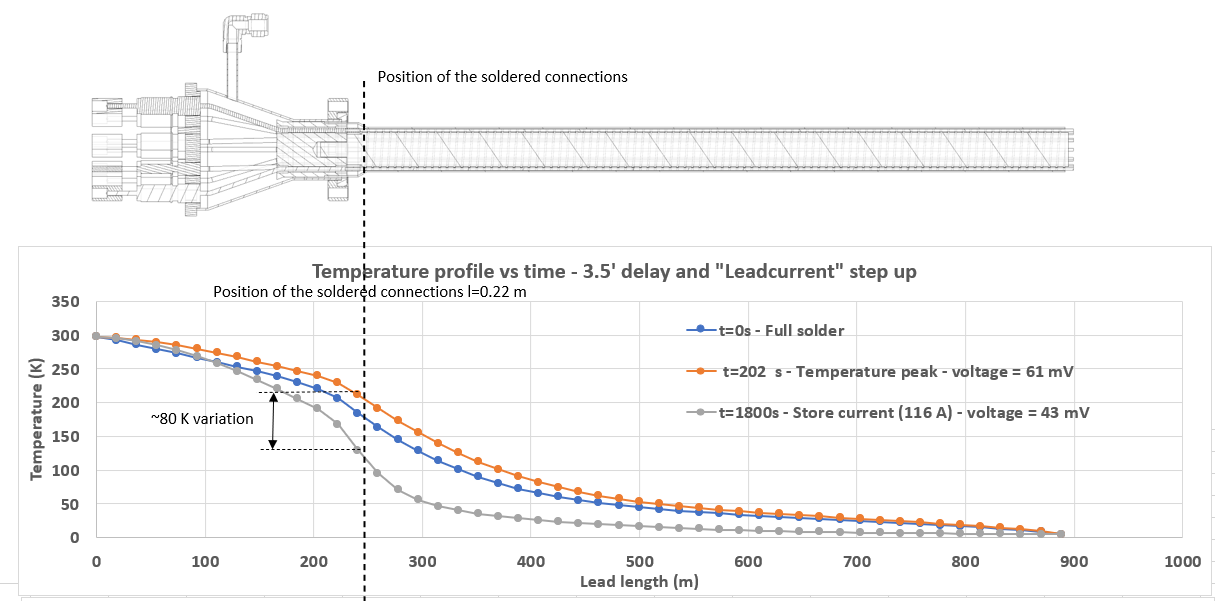 Position of the soldered connections
Temperature profile vs time - 3.5' delay and "Leadcurrent" step up
Position of the soldered connections l=0.22 m
350
300
250
200
150
100
50
0
Temperature (K)
t=0s - Full solder
t=202 s - Temperature peak - voltage = 61 mV
t=1800s - Store current (116 A) - voltage = 43 mV
~80 K variation
0 100 200 300 400 500 600 700 800 900 1000
Lead length (m)